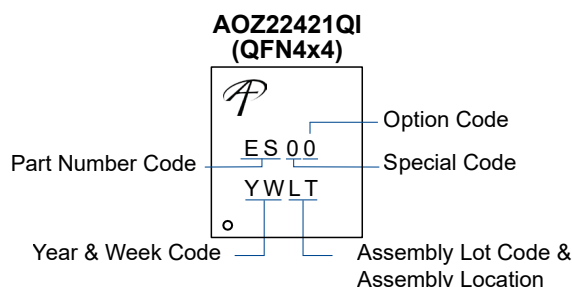 AOZ22421QI
(QFN4x4)
Option Code
ES00
Part Number Code
Special Code
YWLT
Year & Week Code
Assembly Lot Code &
Assembly Location